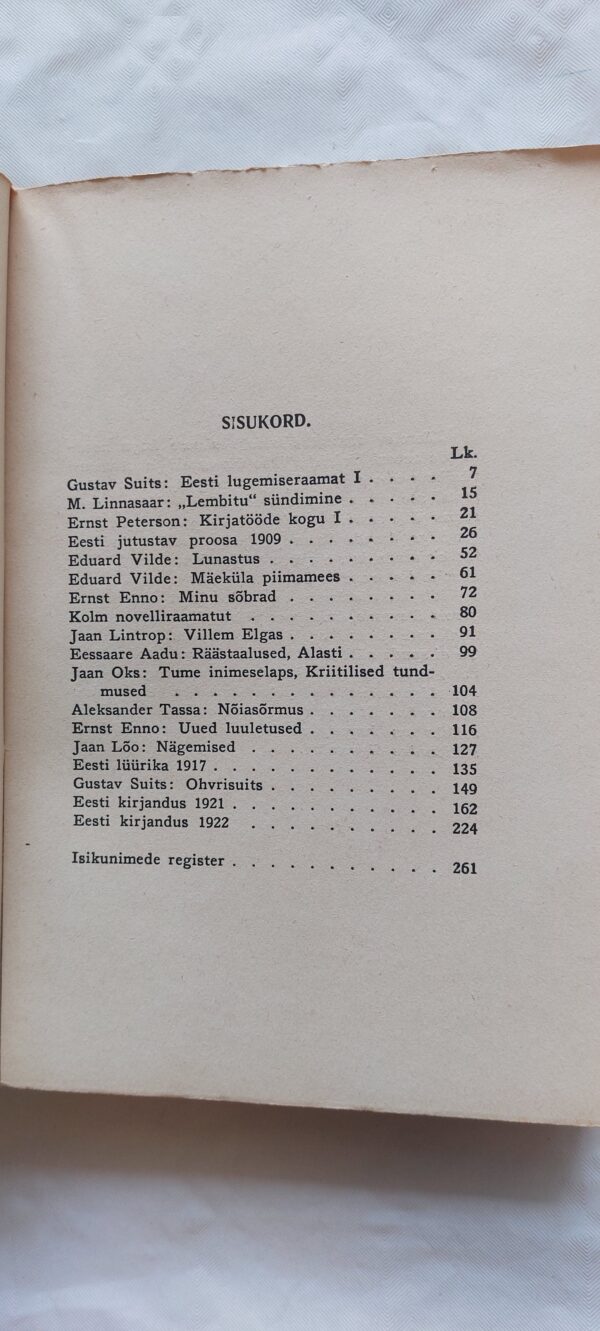 SISUKORD.
Lk.
Gustav Suits: Eesti lugemiseraamat I . . . . 7
M. Linnasaar: „Lembitu“ sündimine . . . . . 15
Ernst Peterson: Kirjatööde kogu I . . . . . 21
Eesti jutustav proosa 1909 . . . . . . . . 26
Eduard Vilde: Lunastus . . . . . . . . . 52
Eduard Vilde: Mäeküla piimamees . . . . . 61
Ernst Enno: Minu sõbrad . . . . . . . . 72
Kolm novelliraamatut . . . . . . . . . . 80
Jaan Lintrop: Villem Elgas . . . . . . . . 91
Eessaare Aadu: Räästaalused, Alasti . . . . . 99
Jaan Oks: Tume inimeselaps, Kriitilised tund-
mused . . . . . . . . . . . . . . 104
Aleksander Tassa: Nõiasõrmus . . . . . . . 108
Ernst Enno: Uued luuletused . . . . . . . 116
Jaan Lõo: Nägemised . . . . . . . . . . 127
Eesti lüürika 1917 . . . . . . . . . . . . 135
Gustav Suits: Ohvrisuits . . . . . . . . . 149
Eesti kirjandus 1921 . . . . . . . . . . . 162
Eesti kirjandus 1922 . . . . . . . . . . 224
Isikunimede register . . . . . . . . . . . 261